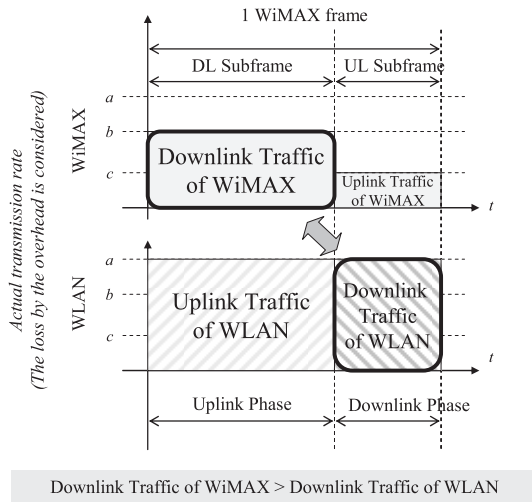 1 WiMAX frame
DL Subframe
UL Subframe
Actual transmission rate
(The loss by the overhead is considered)
WiMAX
a
b
c
Downlink Traffic
of WiMAX
Uplink Traffic
of WiMAX
t
WLAN
a
b
c
Uplink Traffic
of WLAN
Downlink
Traffic
of WLAN
t
Uplink Phase
Downlink Phase
Downlink Traffic of WiMAX > Downlink Traffic of WLAN